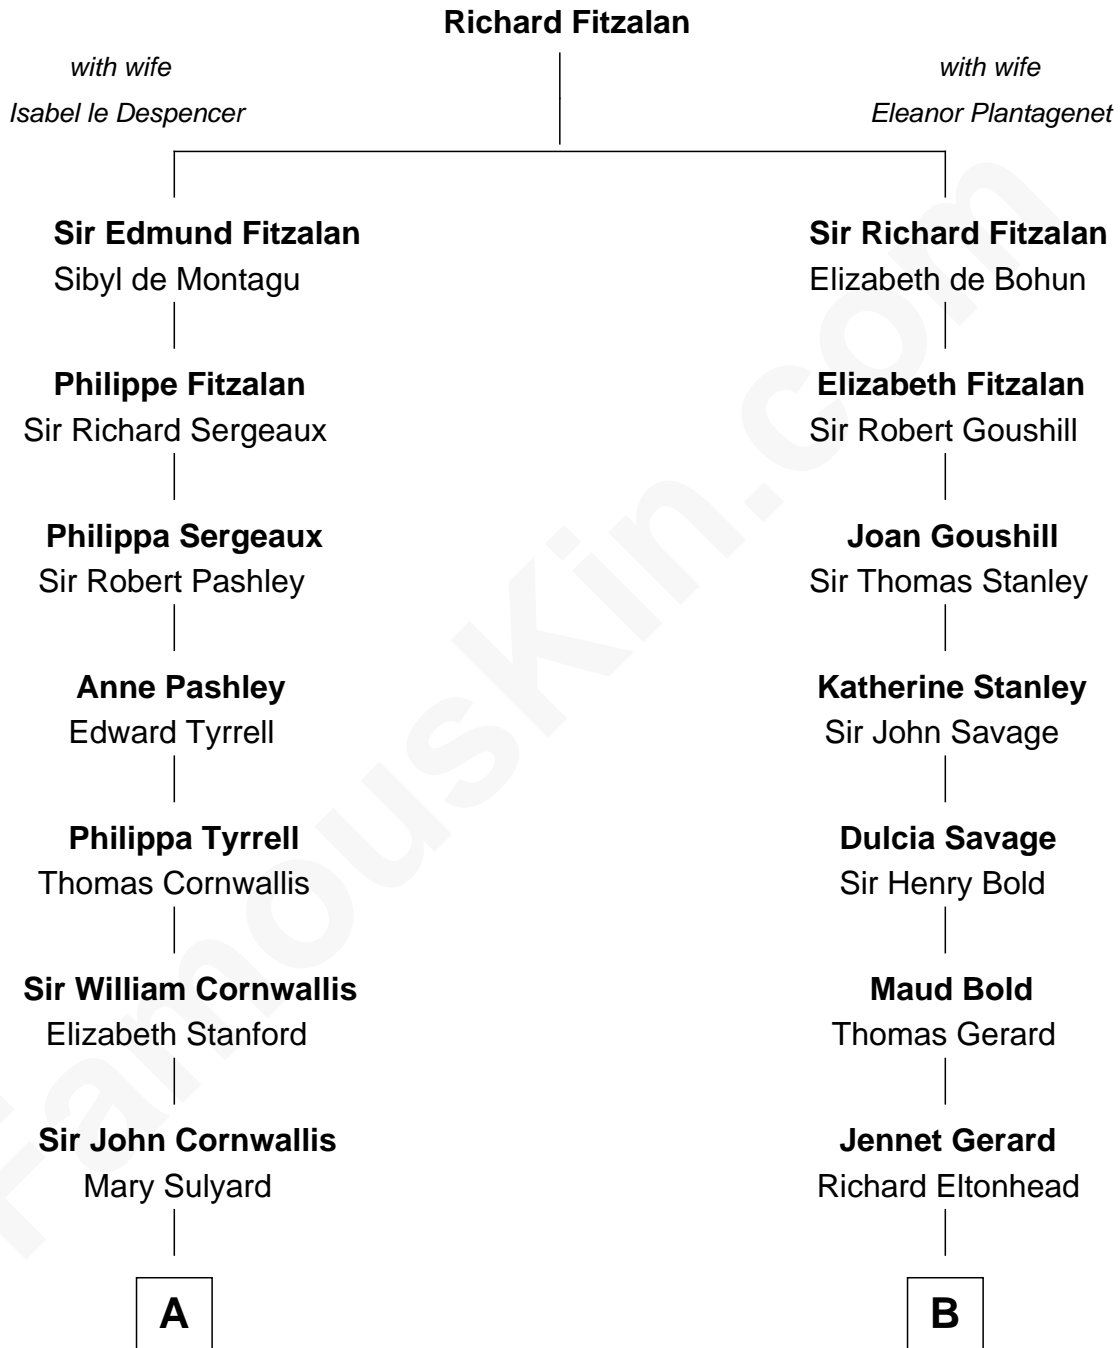 Richard Fitzalan
with wife
Isabel le Despencer
with wife
Eleanor Plantagenet
Sir Edmund Fitzalan
Sibyl de Montagu
Philippe Fitzalan
Sir Richard Sergeaux
Philippa Sergeaux
Sir Robert Pashley
Anne Pashley
Edward Tyrrell
Philippa Tyrrell
Thomas Cornwallis
Sir William Cornwallis
Elizabeth Stanford
Sir John Cornwallis
Mary Sulyard
A
Sir Richard Fitzalan
Elizabeth de Bohun
Elizabeth Fitzalan
Sir Robert Goushill
Joan Goushill
Sir Thomas Stanley
Katherine Stanley
Sir John Savage
Dulcia Savage
Sir Henry Bold
Maud Bold
Thomas Gerard
Jennet Gerard
Richard Eltonhead
B
FamousKin.com